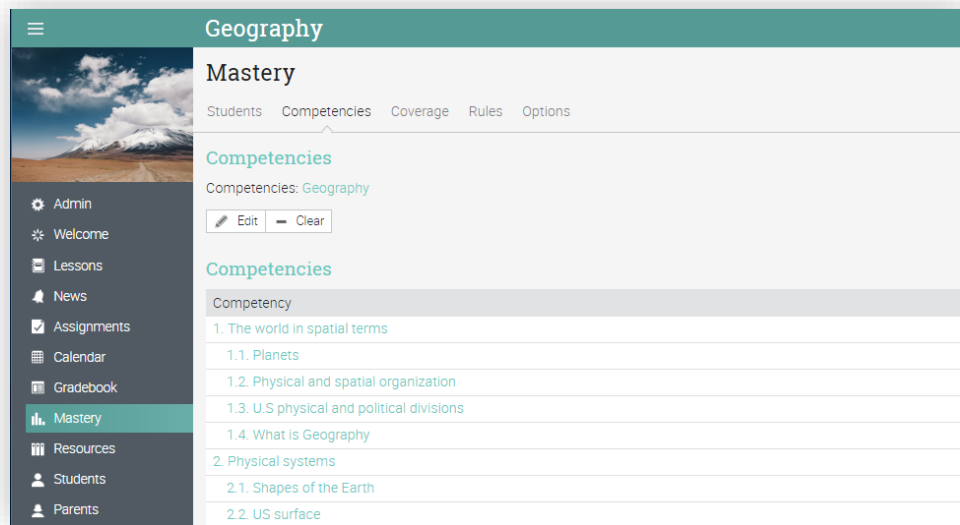 Geography
Mastery
Students Competencies Coverage Rules Options
Competencies
Competencies: Geography
Edit Clear
Competencies
Competency
1. The world in spatial terms
1.1. Planets
1.2. Physical and spatial organization
1.3. U.S physical and political divisions
1.4. What is Geography
2. Physical systems
2.1. Shapes of the Earth
2.2. US surface
Admin
Welcome
Lessons
News
Assignments
Calendar
Gradebook
Mastery
Resources
Students
Parents